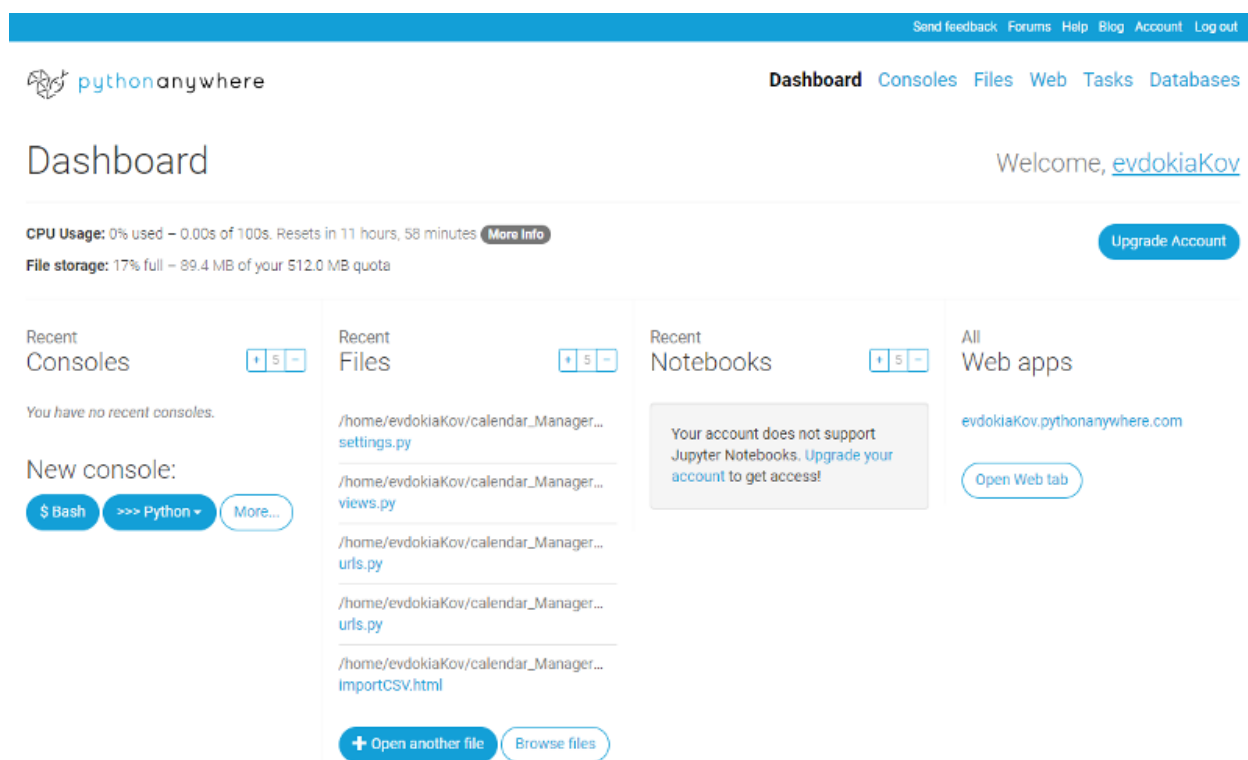 Send feedback Forums Help Blog Account Log out
pythonanywhere
Dashboard Consoles Files Web Tasks Databases
Dashboard
Welcome, evdokiaKov
CPU Usage: 0% used – 0.00s of 100s. Resets in 11 hours, 58 minutes More Info
File storage: 17% full – 89.4 MB of your 512.0 MB quota
Upgrade Account
Recent
Consoles
+ 5 -
You have no recent consoles.
New console:
$ Bash >>> Python More...
Recent
Files
+ 5 -
/home/evdokiaKov/calendar_Manager...
settings.py
/home/evdokiaKov/calendar_Manager...
views.py
/home/evdokiaKov/calendar_Manager...
urls.py
/home/evdokiaKov/calendar_Manager...
urls.py
/home/evdokiaKov/calendar_Manager...
importCSV.html
+ Open another file Browse files
Recent
Notebooks
+ 5 -
Your account does not support
Jupyter Notebooks. Upgrade your
account to get access!
All
Web apps
evdokiaKov.pythonanywhere.com
Open Web tab